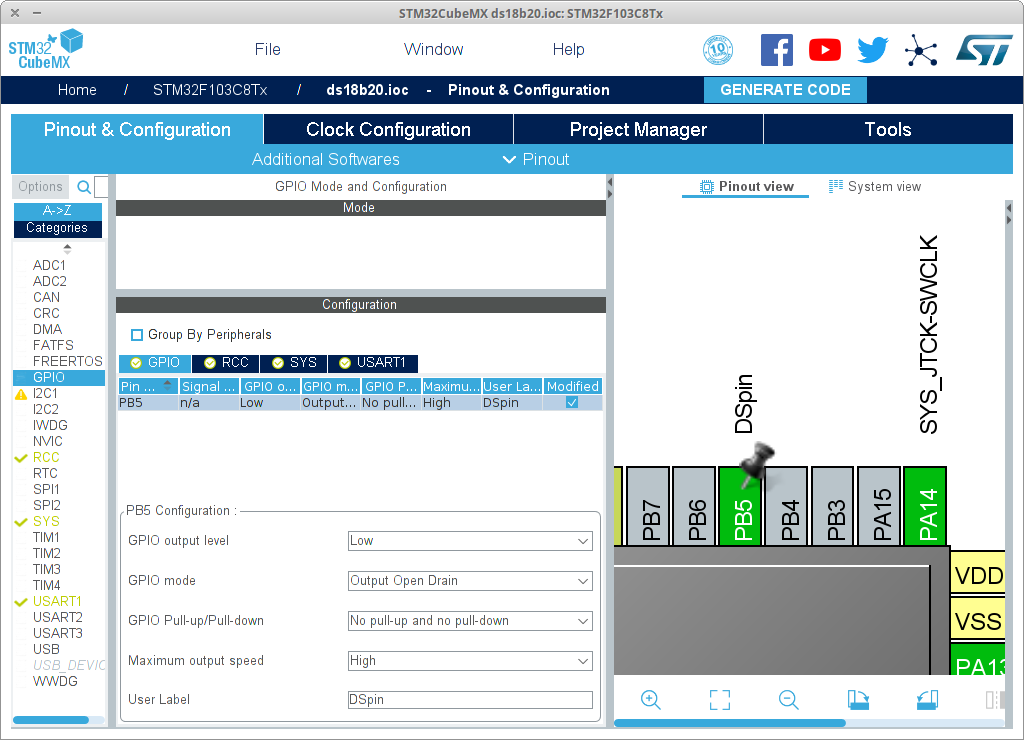 STM32CubeMX ds18b20.ioc: STM32F103C8Tx
STM32
CubeMX
File
Window
Help
10
ST
Home / STM32F103C8Tx / ds18b20.ioc - Pinout & Configuration
GENERATE CODE
Pinout & Configuration
Clock Configuration
Project Manager
Tools
Additional Softwares
Pinout
Options
A->Z
Categories
ADC1
ADC2
CAN
CRC
DMA
FATFS
FREERTOS
GPIO
I2C1
I2C2
IWDG
NVIC
RCC
RTC
SPI1
SPI2
SYS
TIM1
TIM2
TIM3
TIM4
USART1
USART2
USART3
USB
USB_DEVIC
WWDG
GPIO Mode and Configuration
Mode
Configuration
Group By Peripherals
GPIO
RCC
SYS
USART1
Pin ... Signal ... GPIO o... GPIO m... GPIO P... Maximu... User La... Modified
PB5 n/a Low Output... No pull... High DSpin
PB5 Configuration :
GPIO output level Low
GPIO mode Output Open Drain
GPIO Pull-up/Pull-down No pull-up and no pull-down
Maximum output speed High
User Label DSpin
Pinout view
System view
DSpin
SYS_JTCK-SWCLK
PB7
PB6
PB5
PB4
PB3
PA15
PA14
VDD
VSS
PA13